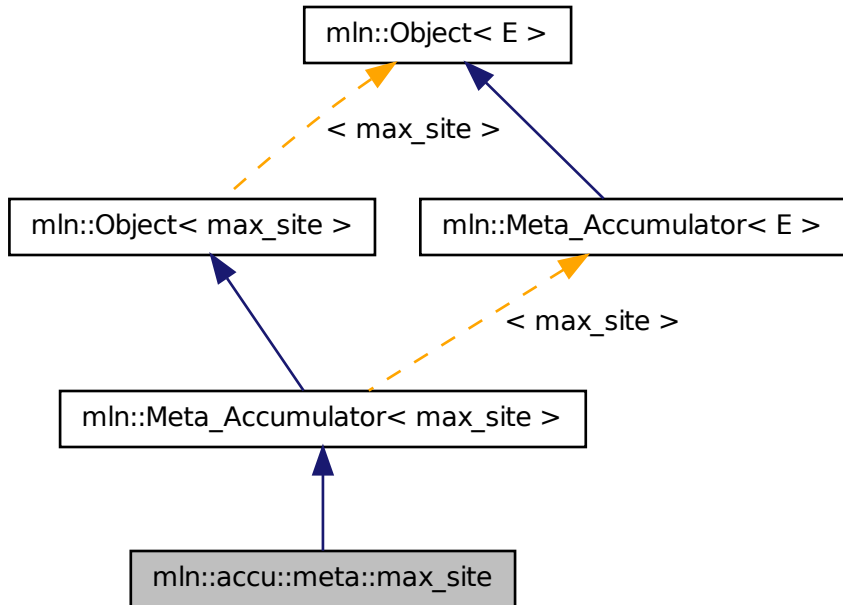 mln::Object< E >
< max_site >
mln::Object< max_site >
mln::Meta_Accumulator< E >
< max_site >
mln::Meta_Accumulator< max_site >
mln::accu::meta::max_site